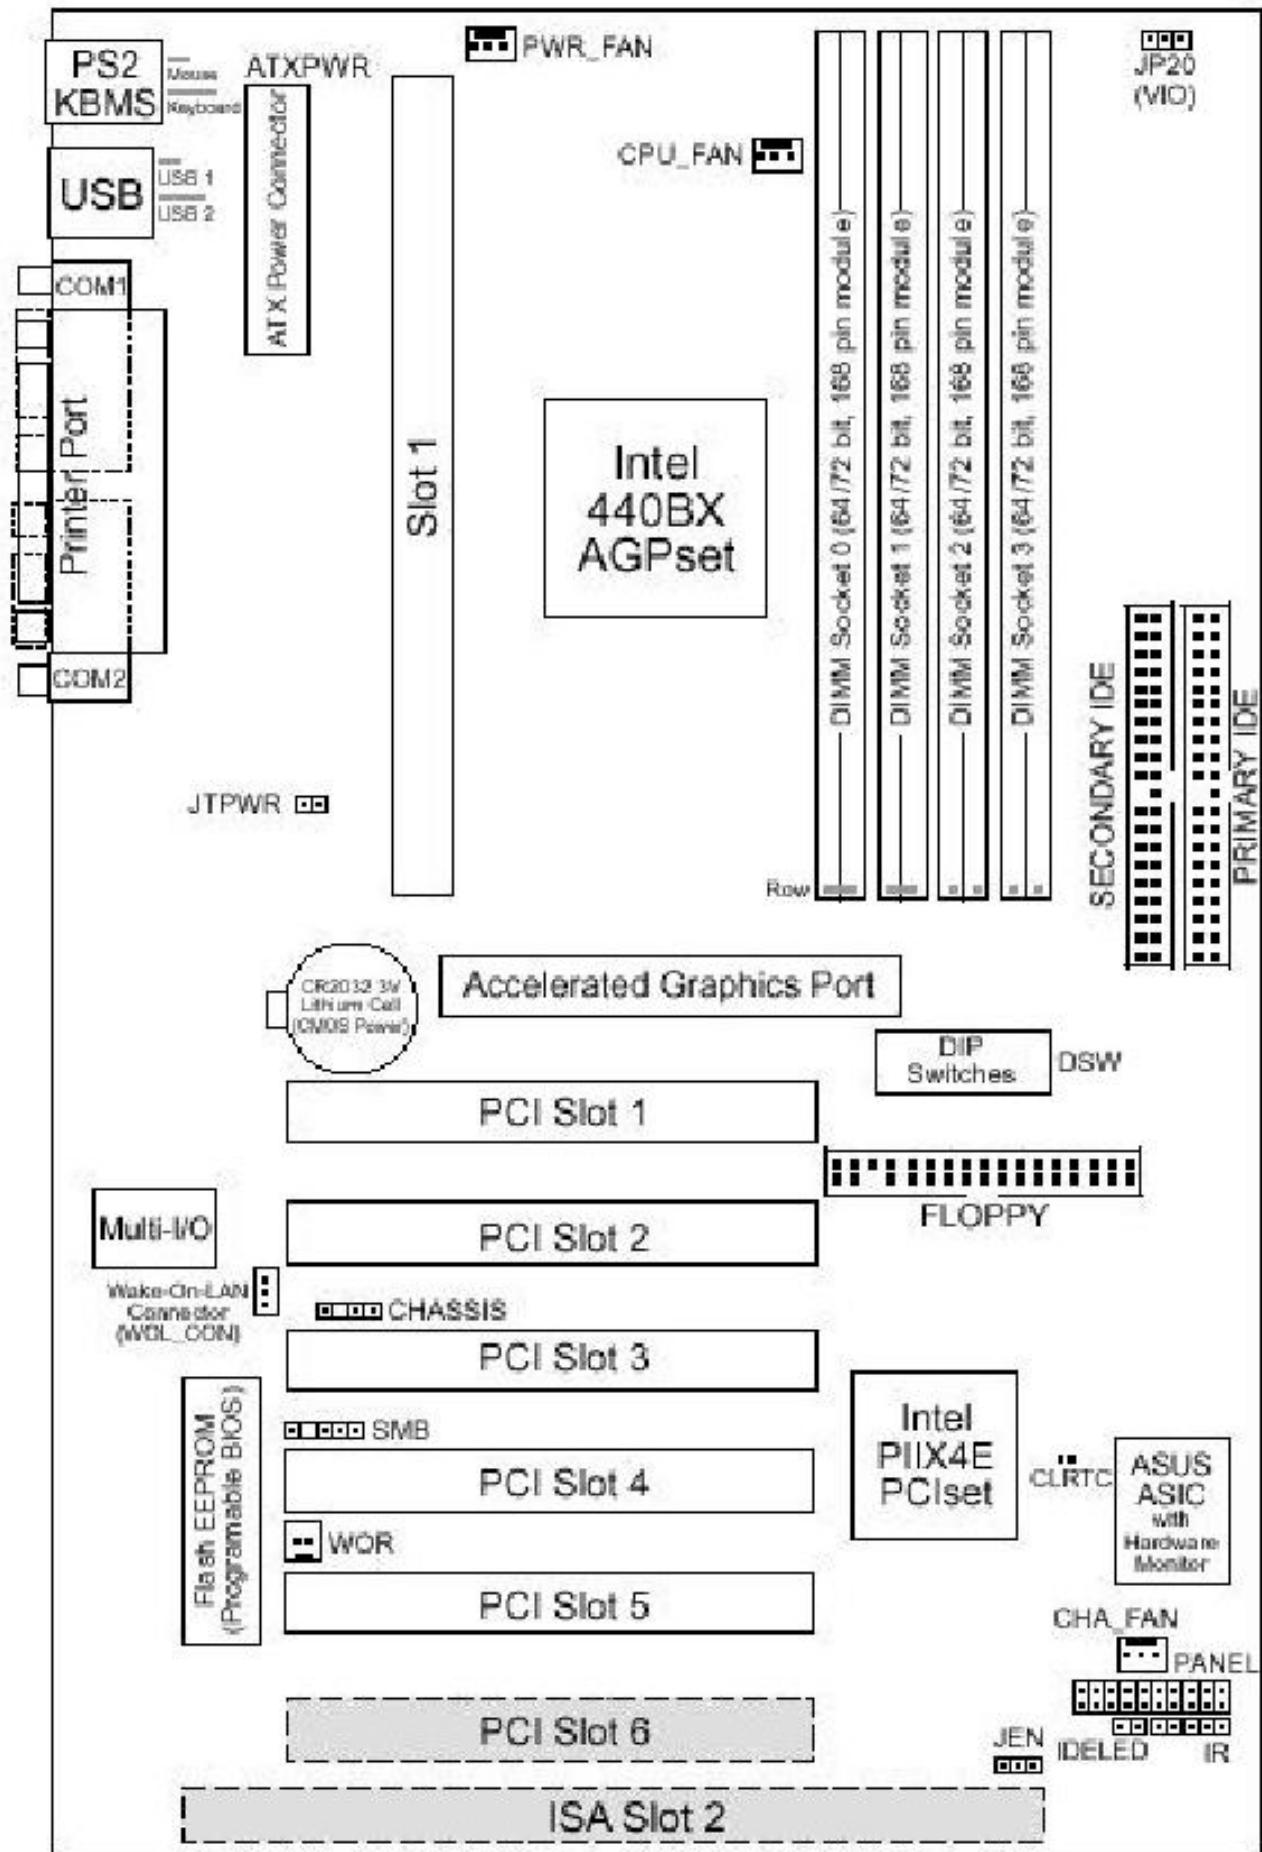 PS2
KBMS
Mouse
Keyboard
ATXPWR
PWR_FAN
JP20
(VIO)
USB
USB 1
USB 2
CPU_FAN
ATX Power Connector
COM1
Printer Port
COM2
Slot 1
Intel
440BX
AGPset
DIMM Socket 0 (64/72 bit, 168 pin module)
DIMM Socket 1 (64/72 bit, 168 pin module)
DIMM Socket 2 (64/72 bit, 168 pin module)
DIMM Socket 3 (64/72 bit, 168 pin module)
SECONDARY IDE
PRIMARY IDE
JTPWR
Row
CR2032 3V
Lithium Cell
(CMOS Power)
Accelerated Graphics Port
DIP
Switches
DSW
PCI Slot 1
FLOPPY
Multi-I/O
PCI Slot 2
Wake-On-LAN
Connector
(WOL_CON)
CHASSIS
PCI Slot 3
Flash EEPROM
(Programable BIOS)
SMB
PCI Slot 4
Intel
PIIX4E
PCIset
CLRTC
ASUS
ASIC
with
Hardware
Monitor
WOR
PCI Slot 5
CHA_FAN
PANEL
PCI Slot 6
JEN
IDELED
IR
ISA Slot 2